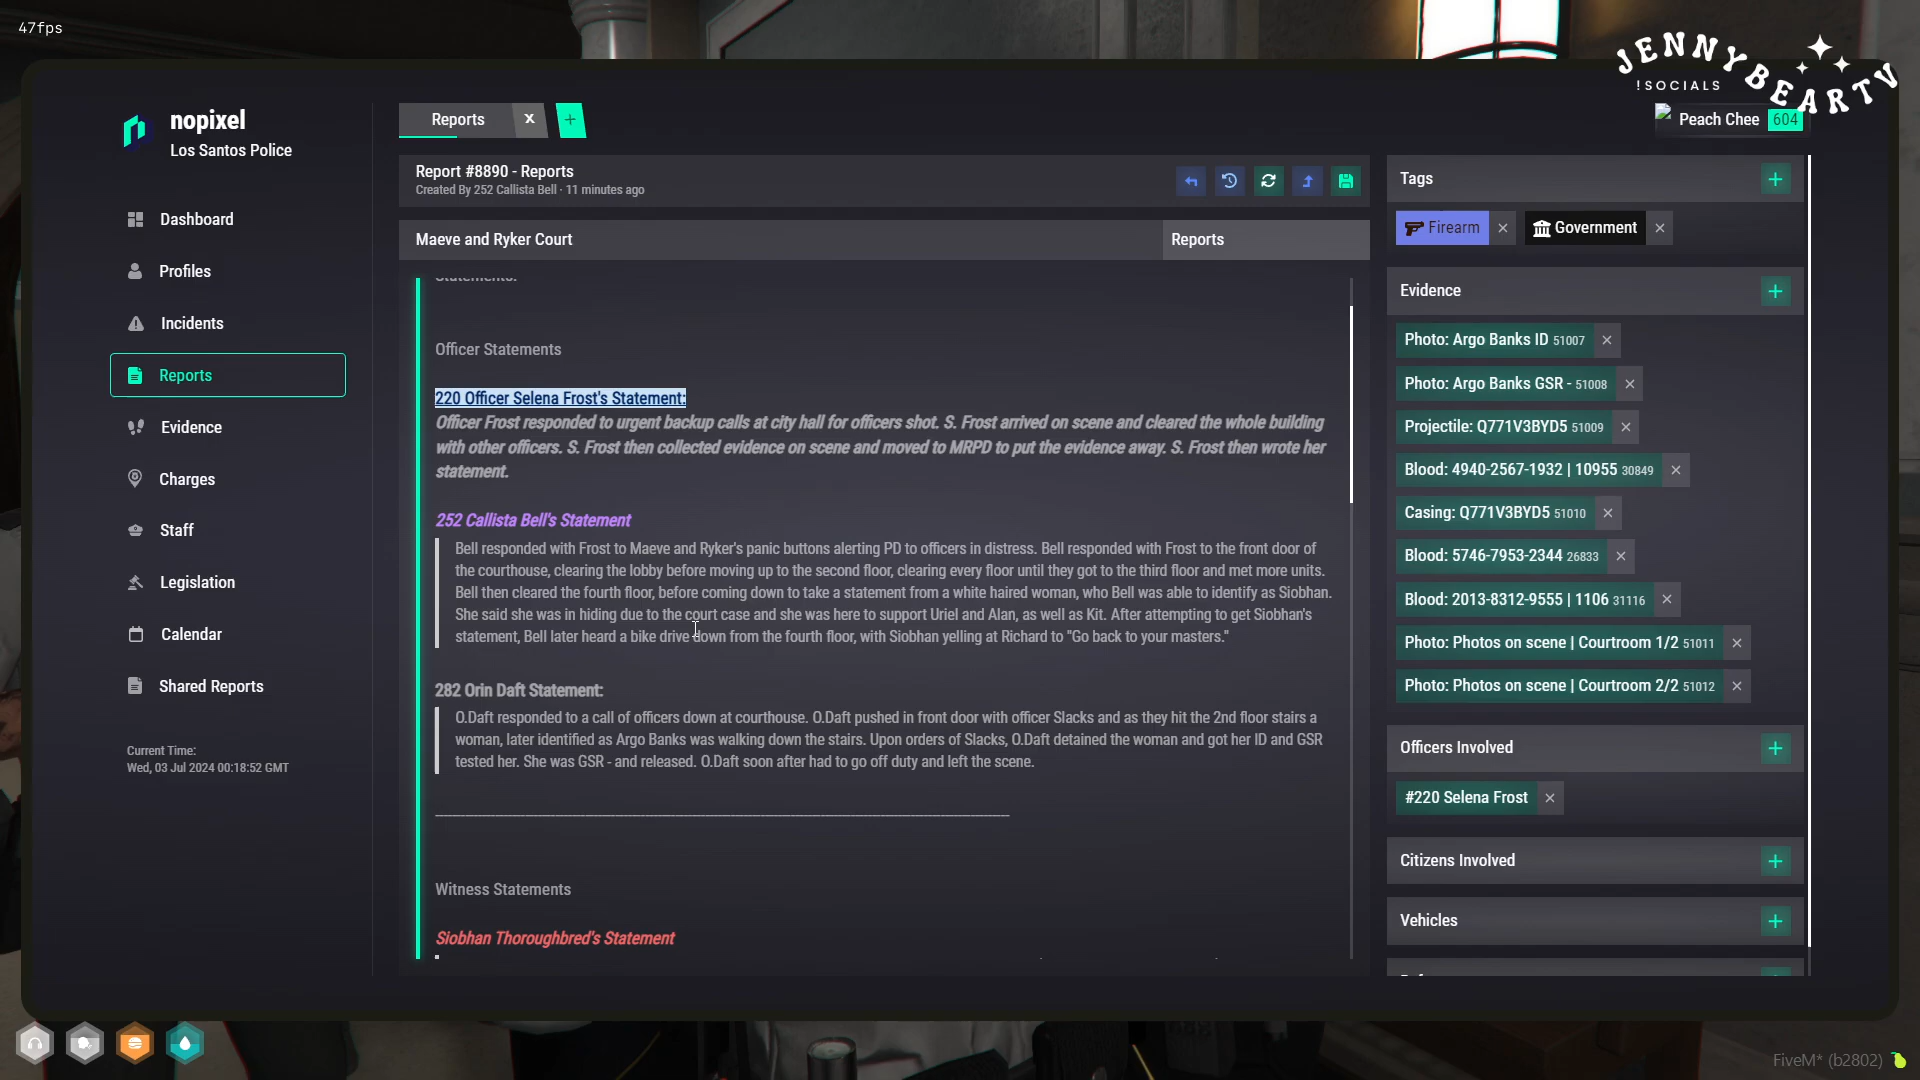 47fps
JENNYBEARTV
!SOCIALS
nopixel
Los Santos Police
Reports
x
+
Peach Chee 604
Report #8890 - Reports
Created By 252 Callista Bell · 11 minutes ago
Maeve and Ryker Court
Reports
Dashboard
Profiles
Incidents
Reports
Evidence
Charges
Staff
Legislation
Calendar
Shared Reports
Current Time:
Wed, 03 Jul 2024 00:18:52 GMT
Statements:
Officer Statements
220 Officer Selena Frost's Statement:
Officer Frost responded to urgent backup calls at city hall for officers shot. S. Frost arrived on scene and cleared the whole building
with other officers. S. Frost then collected evidence on scene and moved to MRPD to put the evidence away. S. Frost then wrote her
statement.
252 Callista Bell's Statement
Bell responded with Frost to Maeve and Ryker's panic buttons alerting PD to officers in distress. Bell responded with Frost to the front door of
the courthouse, clearing the lobby before moving up to the second floor, clearing every floor until they got to the third floor and met more units.
Bell then cleared the fourth floor, before coming down to take a statement from a white haired woman, who Bell was able to identify as Siobhan.
She said she was in hiding due to the court case and she was here to support Uriel and Alan, as well as Kit. After attempting to get Siobhan's
statement, Bell later heard a bike drive down from the fourth floor, with Siobhan yelling at Richard to "Go back to your masters."
282 Orin Daft Statement:
O.Daft responded to a call of officers down at courthouse. O.Daft pushed in front door with officer Slacks and as they hit the 2nd floor stairs a
woman, later identified as Argo Banks was walking down the stairs. Upon orders of Slacks, O.Daft detained the woman and got her ID and GSR
tested her. She was GSR - and released. O.Daft soon after had to go off duty and left the scene.
Witness Statements
Siobhan Thoroughbred's Statement
Tags
Firearm × Government ×
Evidence
Photo: Argo Banks ID 51007 ×
Photo: Argo Banks GSR - 51008 ×
Projectile: Q771V3BYD5 51009 ×
Blood: 4940-2567-1932 | 10955 30849 ×
Casing: Q771V3BYD5 51010 ×
Blood: 5746-7953-2344 26833 ×
Blood: 2013-8312-9555 | 1106 31116 ×
Photo: Photos on scene | Courtroom 1/2 51011 ×
Photo: Photos on scene | Courtroom 2/2 51012 ×
Officers Involved
#220 Selena Frost ×
Citizens Involved
Vehicles
FiveM* (b2802)